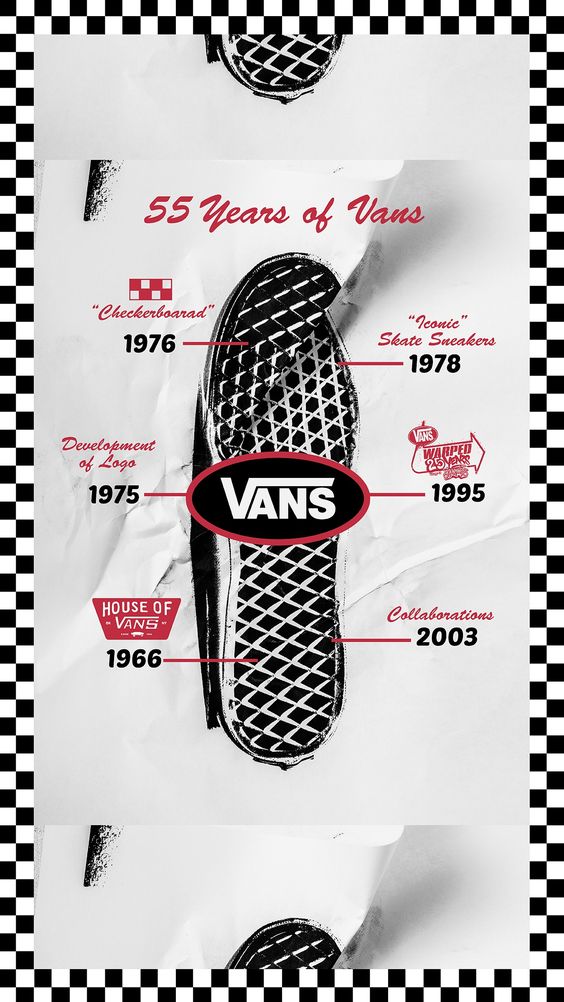 55 Years of Vans
“Checkerboarad”
1976
“Iconic”
Skate Sneakers
1978
Development
of Logo
1975
VANS
VANS
WARPED
25 YEARS
1995
HOUSE OF
VANS
1966
Collaborations
2003